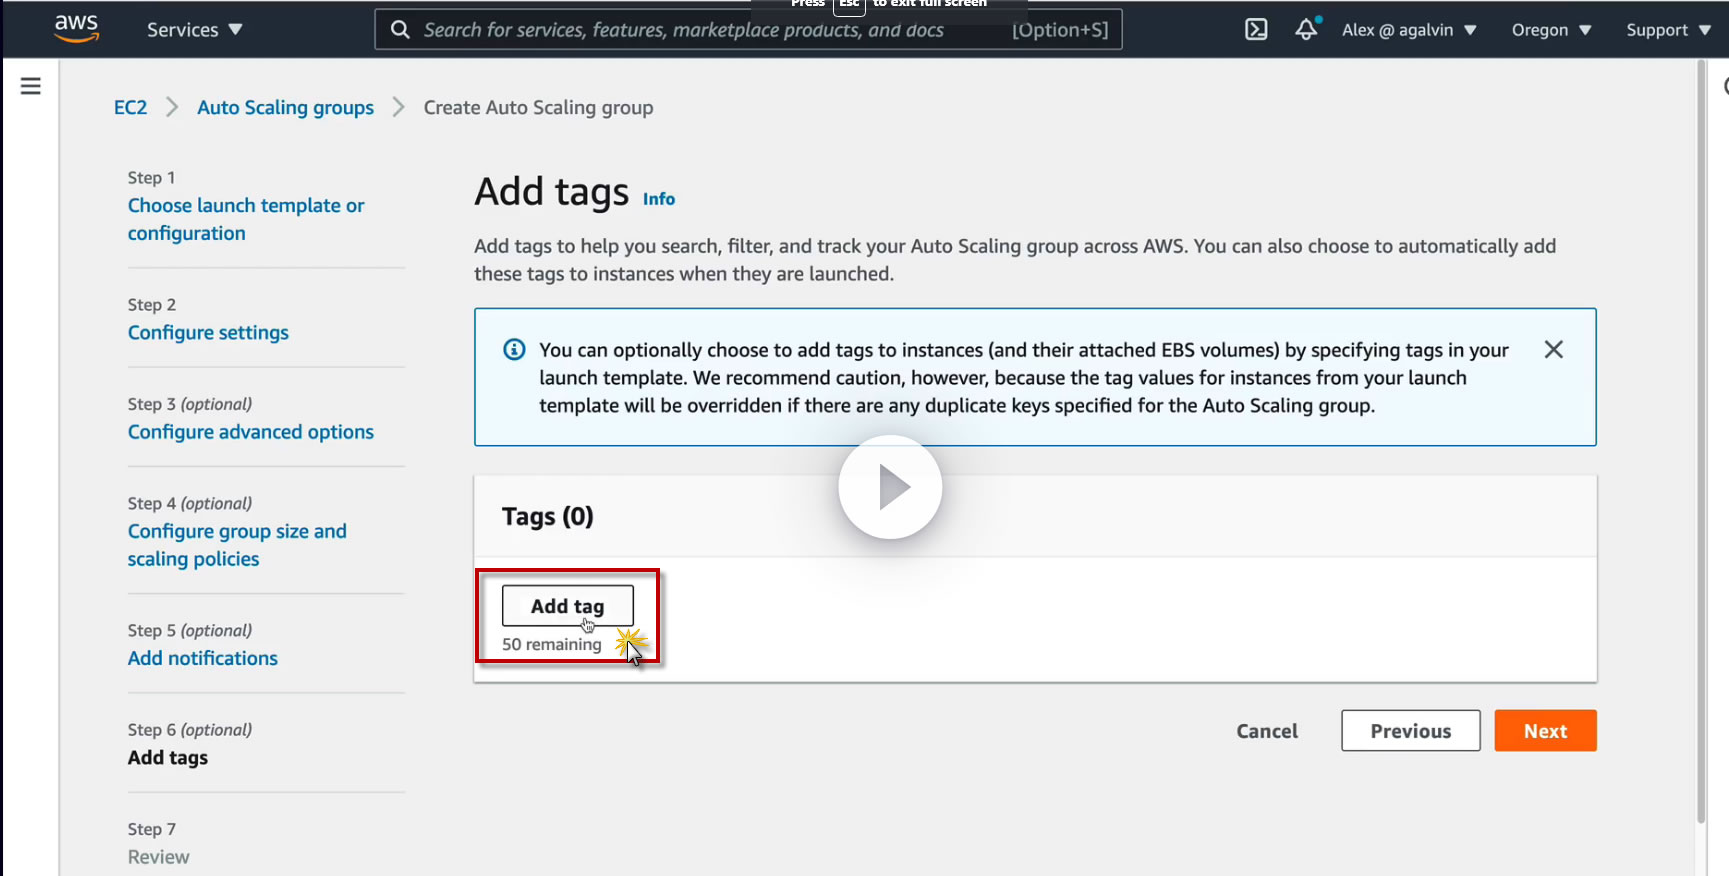 Press Esc to exit full screen
aws
Services
Search for services, features, marketplace products, and docs [Option+S]
Alex @ agalvin
Oregon
Support
EC2 Auto Scaling groups Create Auto Scaling group
Step 1
Choose launch template or
configuration
Step 2
Configure settings
Step 3 (optional)
Configure advanced options
Step 4 (optional)
Configure group size and
scaling policies
Step 5 (optional)
Add notifications
Step 6 (optional)
Add tags
Step 7
Review
Add tags Info
Add tags to help you search, filter, and track your Auto Scaling group across AWS. You can also choose to automatically add
these tags to instances when they are launched.
You can optionally choose to add tags to instances (and their attached EBS volumes) by specifying tags in your
launch template. We recommend caution, however, because the tag values for instances from your launch
template will be overridden if there are any duplicate keys specified for the Auto Scaling group.
Tags (0)
Add tag
50 remaining
Cancel
Previous
Next